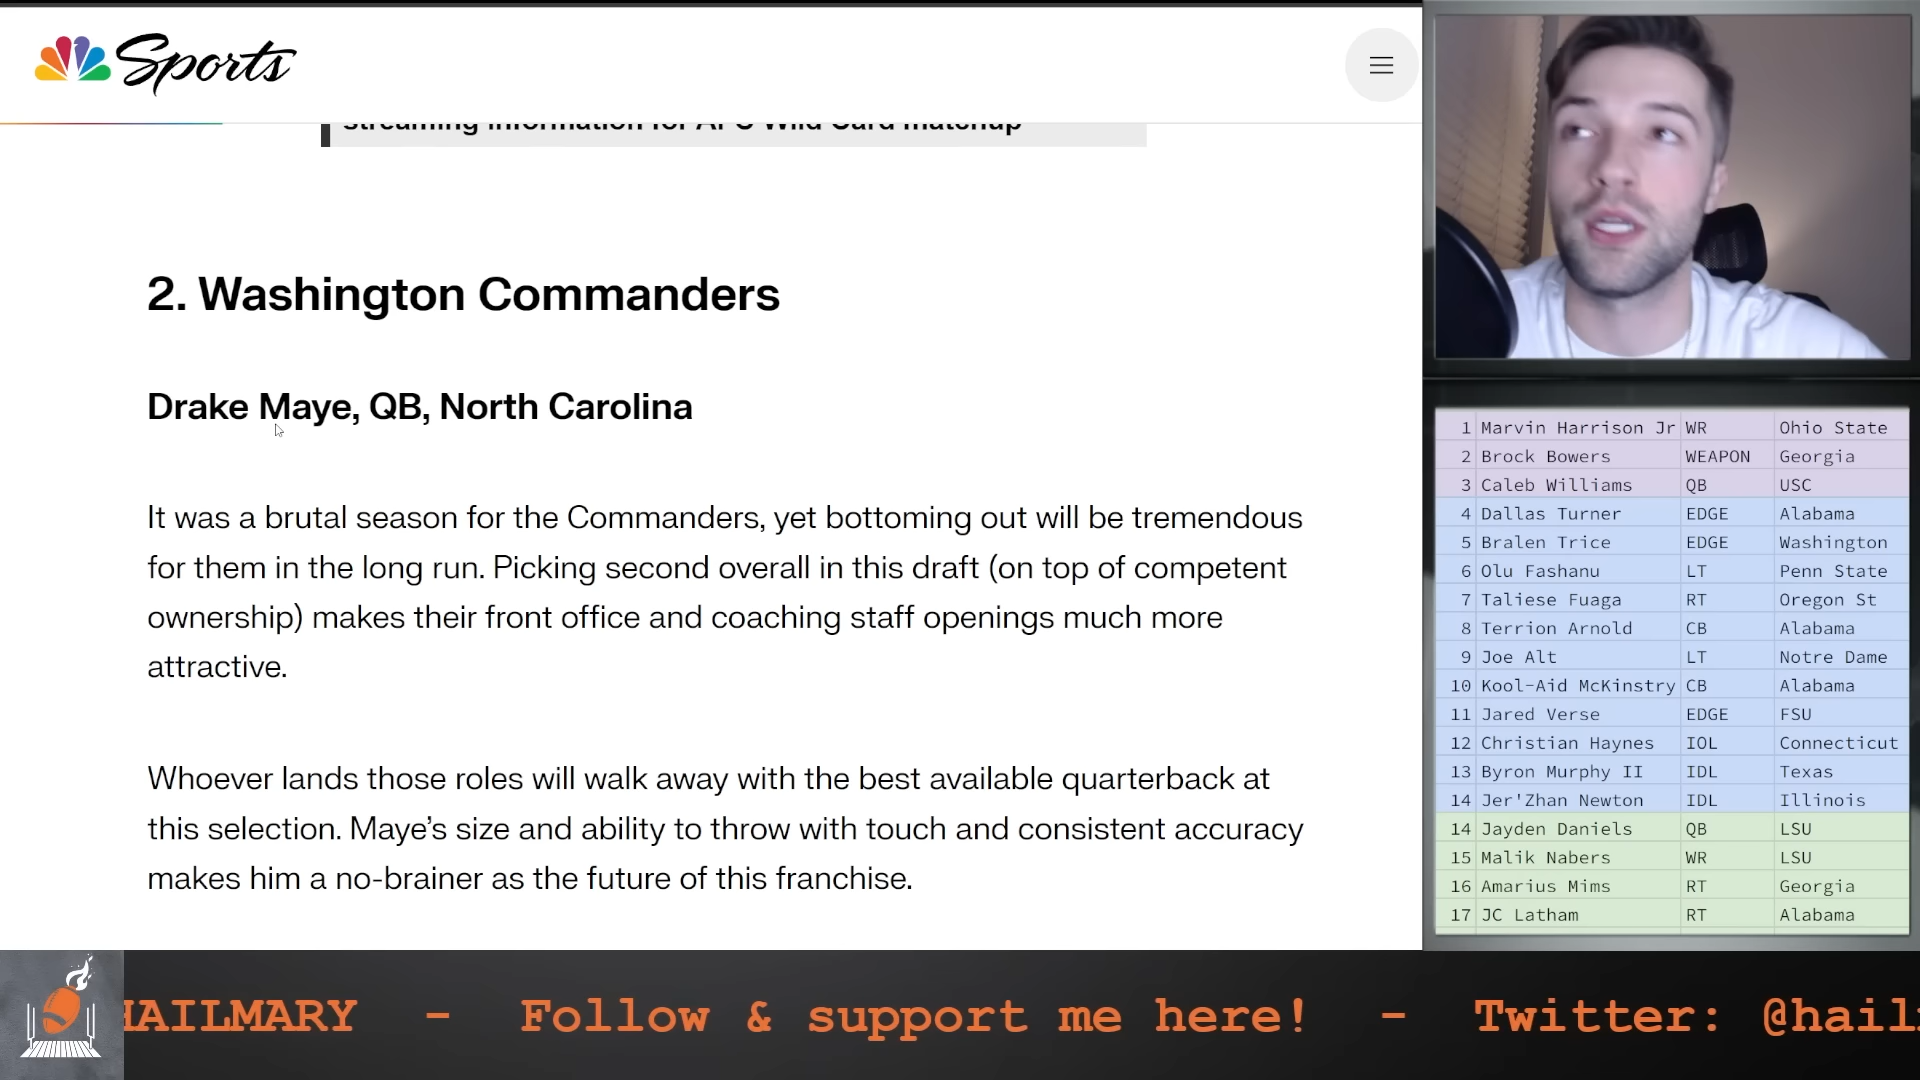 Sports
streaming information for AFC Wild Card matchup
2. Washington Commanders
Drake Maye, QB, North Carolina
It was a brutal season for the Commanders, yet bottoming out will be tremendous
for them in the long run. Picking second overall in this draft (on top of competent
ownership) makes their front office and coaching staff openings much more
attractive.
Whoever lands those roles will walk away with the best available quarterback at
this selection. Maye’s size and ability to throw with touch and consistent accuracy
makes him a no-brainer as the future of this franchise.
1 Marvin Harrison Jr WR Ohio State
2 Brock Bowers WEAPON Georgia
3 Caleb Williams QB USC
4 Dallas Turner EDGE Alabama
5 Bralen Trice EDGE Washington
6 Olu Fashanu LT Penn State
7 Taliese Fuaga RT Oregon St
8 Terrion Arnold CB Alabama
9 Joe Alt LT Notre Dame
10 Kool-Aid McKinstry CB Alabama
11 Jared Verse EDGE FSU
12 Christian Haynes IOL Connecticut
13 Byron Murphy II IDL Texas
14 Jer'Zhan Newton IDL Illinois
14 Jayden Daniels QB LSU
15 Malik Nabers WR LSU
16 Amarius Mims RT Georgia
17 JC Latham RT Alabama
HAILMARY - Follow & support me here! - Twitter: @hail